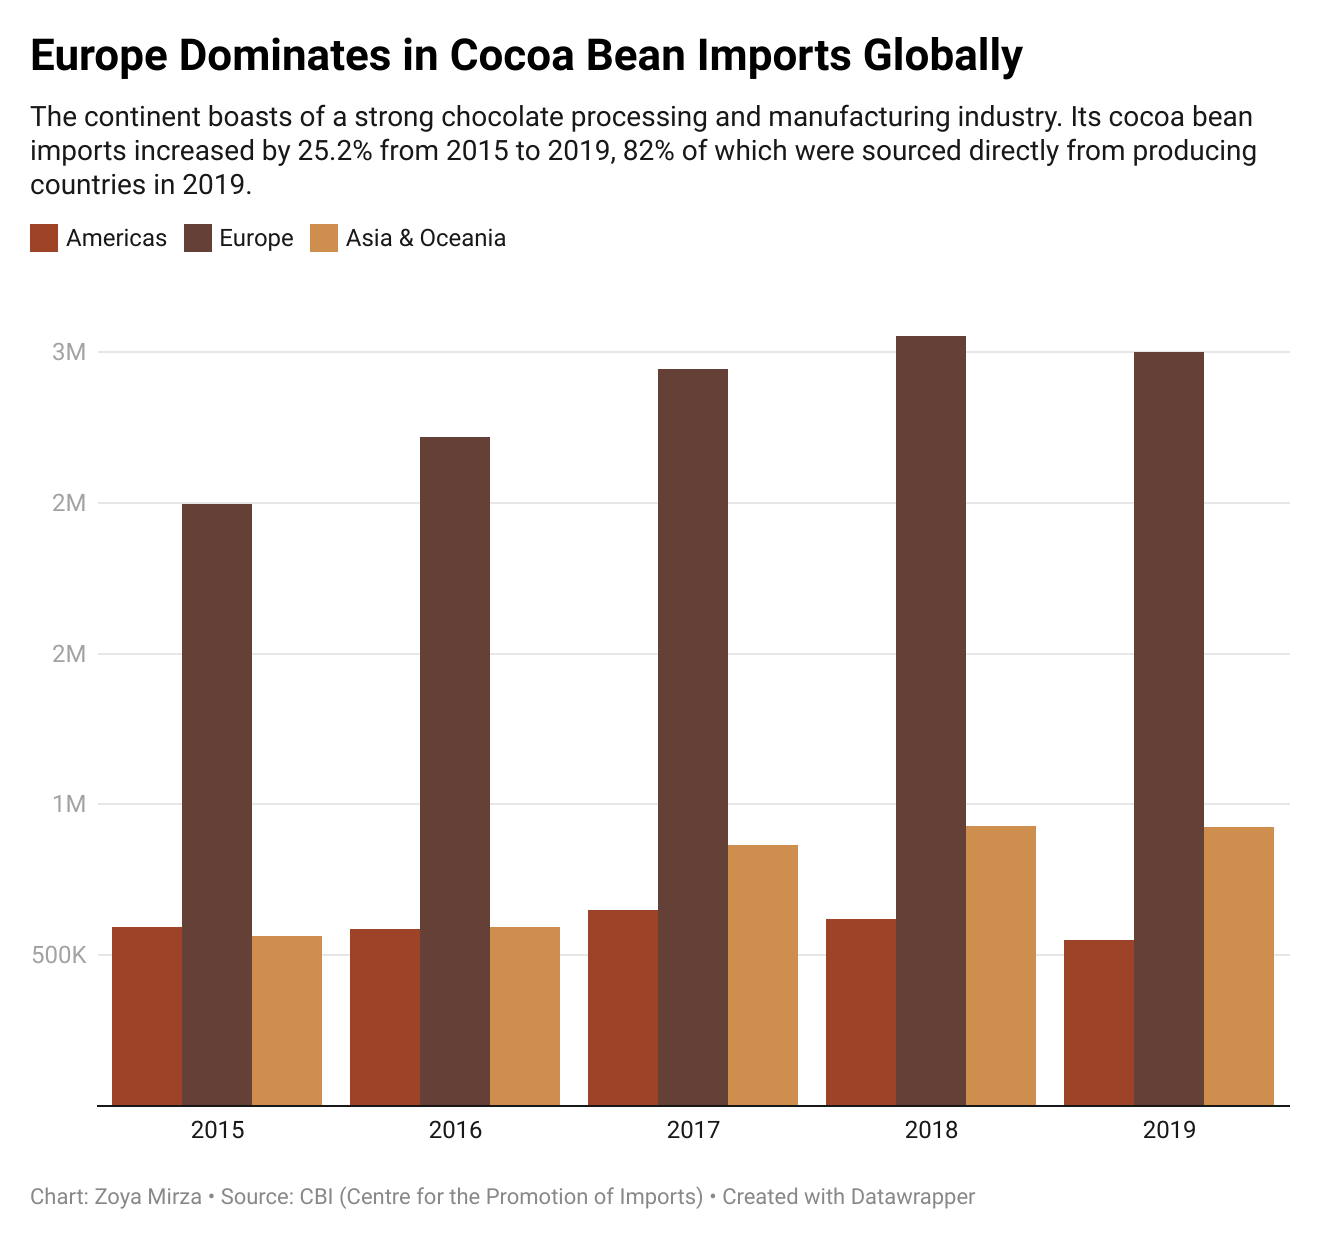 Europe Dominates in Cocoa Bean Imports Globally
The continent boasts of a strong chocolate processing and manufacturing industry. Its cocoa bean
imports increased by 25.2% from 2015 to 2019, 82% of which were sourced directly from producing
countries in 2019.
Americas Europe Asia & Oceania
3M
2M
2M
1M
500K
2015 2016 2017 2018 2019
Chart: Zoya Mirza • Source: CBI (Centre for the Promotion of Imports) • Created with Datawrapper